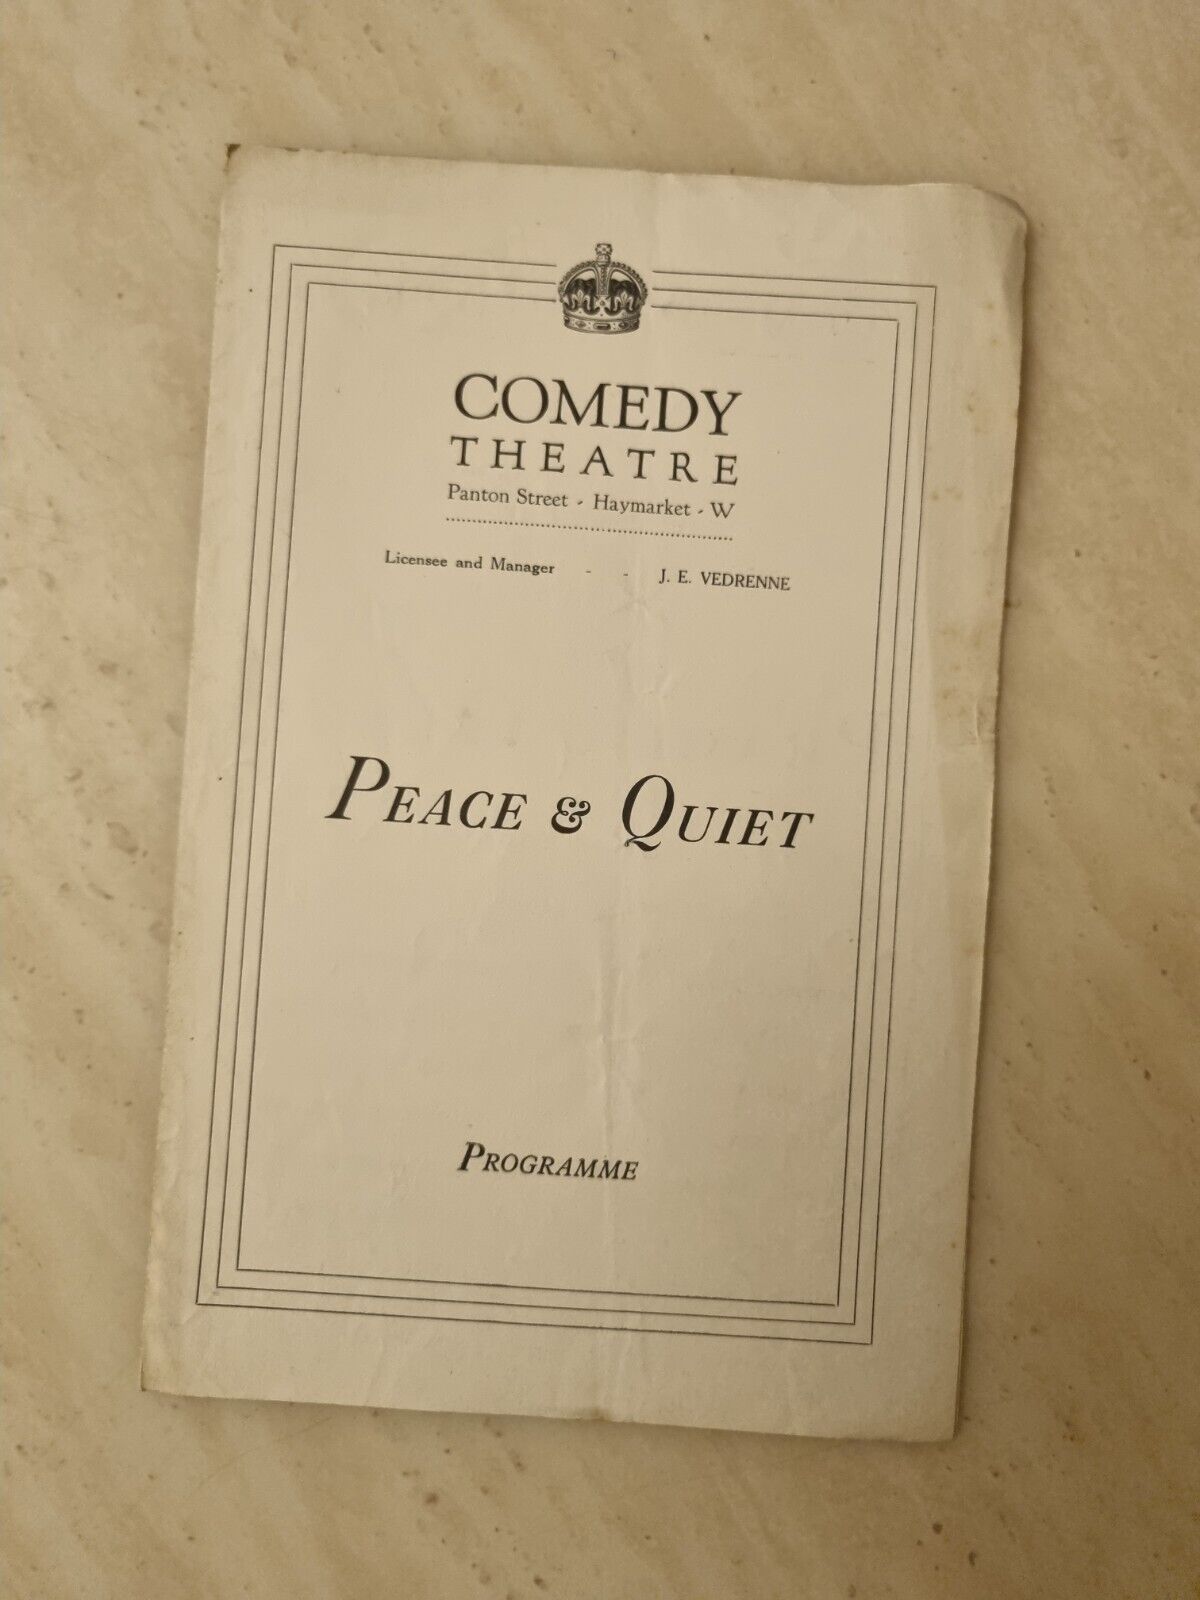 COMEDY
THEATRE
Panton Street - Haymarket - W
Licensee and Manager - - J. E. VEDRENNE
PEACE & QUIET
PROGRAMME